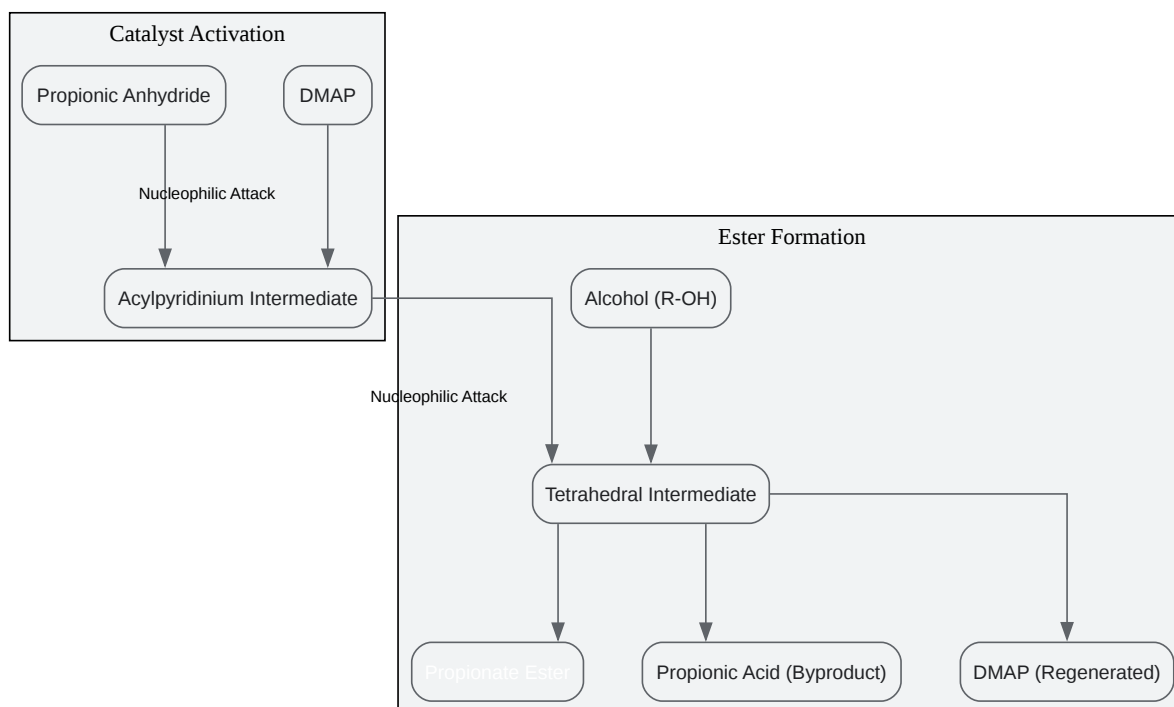 Catalyst Activation
Propionic Anhydride
DMAP
Nucleophilic Attack
Acylpyridinium Intermediate
Ester Formation
Alcohol (R-OH)
Nucleophilic Attack
Tetrahedral Intermediate
Propionate Ester
Propionic Acid (Byproduct)
DMAP (Regenerated)